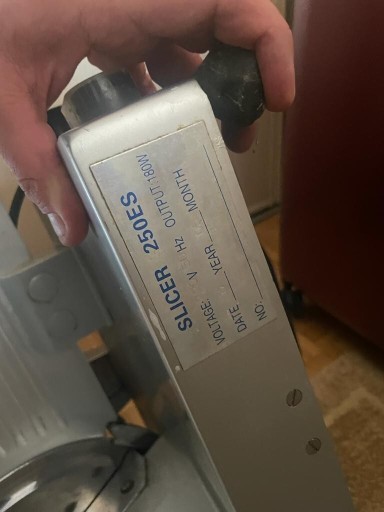 SLICER 250ES
VOLTAGE: V Hz OUTPUT:180W
DATE YEAR MONTH
NO: